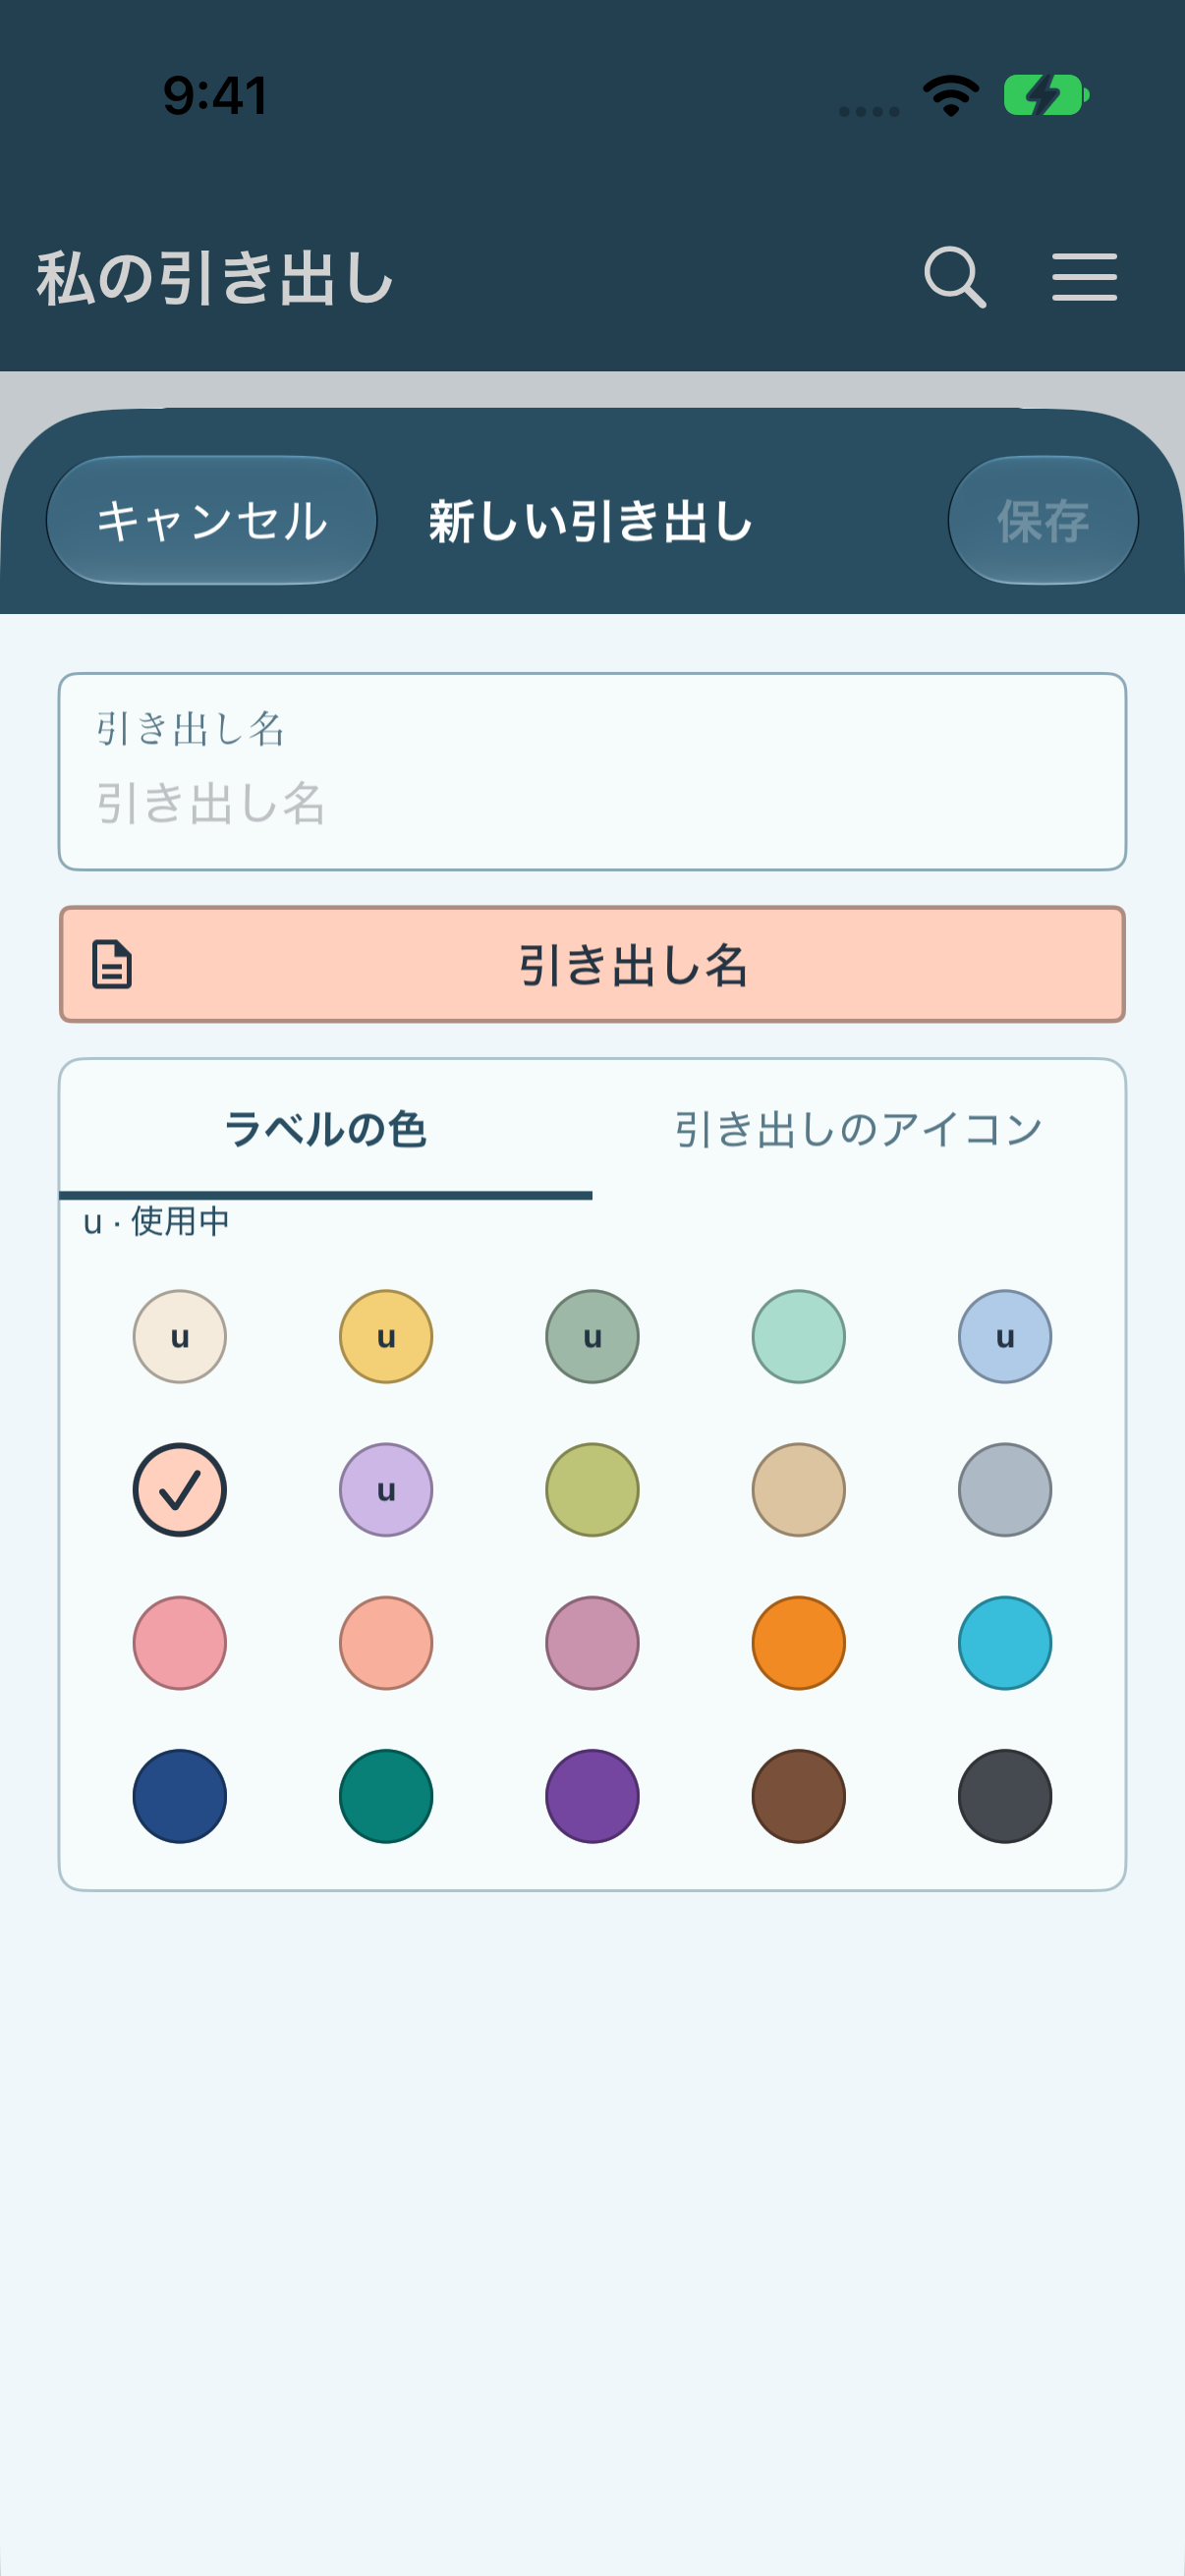 9:41
私の引き出し
キャンセル 新しい引き出し 保存
引き出し名
引き出し名
引き出し名
ラベルの色 引き出しのアイコン
u · 使用中
u u u u
u